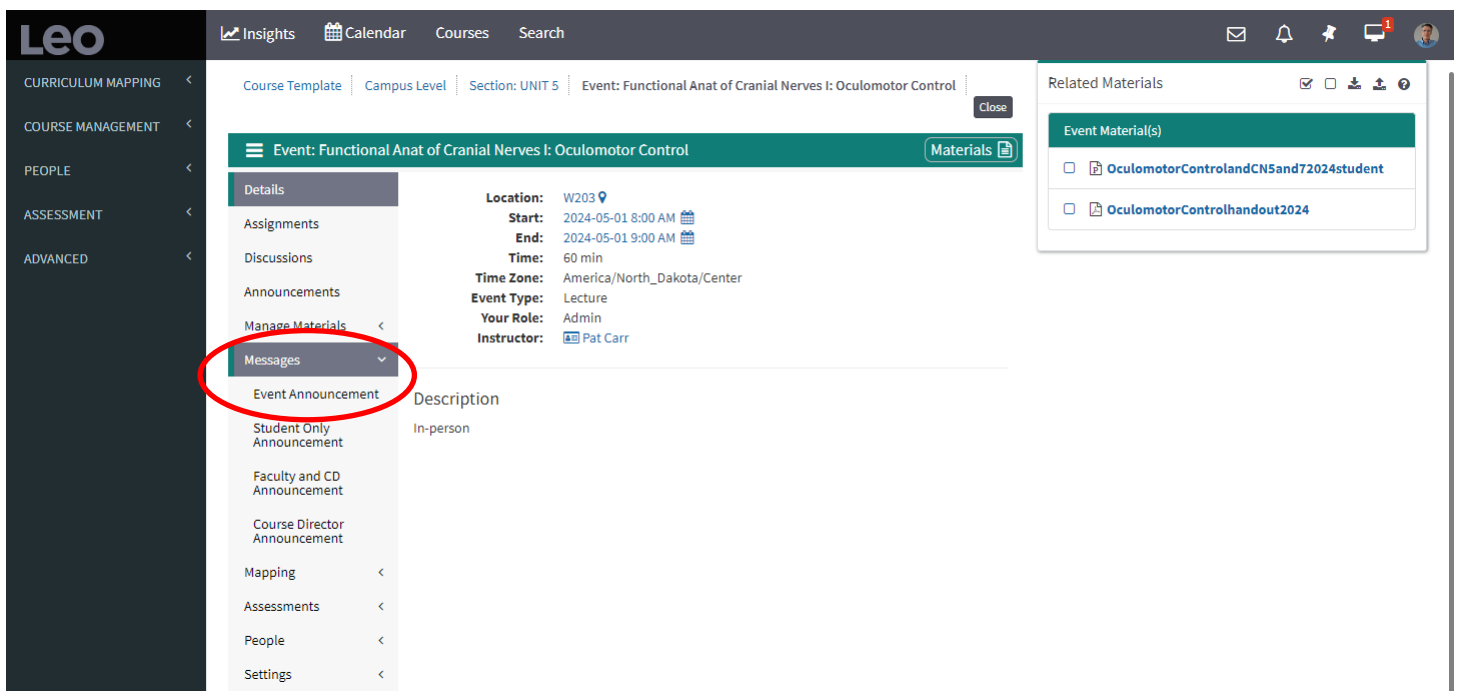 Leo
Insights
Calendar
Courses
Search
1
CURRICULUM MAPPING
COURSE MANAGEMENT
PEOPLE
ASSESSMENT
ADVANCED
Course Template
Campus Level
Section: UNIT 5
Event: Functional Anat of Cranial Nerves I: Oculomotor Control
Close
Event: Functional Anat of Cranial Nerves I: Oculomotor Control
Materials
Details
Assignments
Discussions
Announcements
Manage Materials
Messages
Event Announcement
Student Only
Announcement
Faculty and CD
Announcement
Course Director
Announcement
Mapping
Assessments
People
Settings
Location: W203
Start: 2024-05-01 8:00 AM
End: 2024-05-01 9:00 AM
Time: 60 min
Time Zone: America/North_Dakota/Center
Event Type: Lecture
Your Role: Admin
Instructor: Pat Carr
Description
In-person
Related Materials
Event Material(s)
OculomotorControlandCN5and72024student
OculomotorControlhandout2024